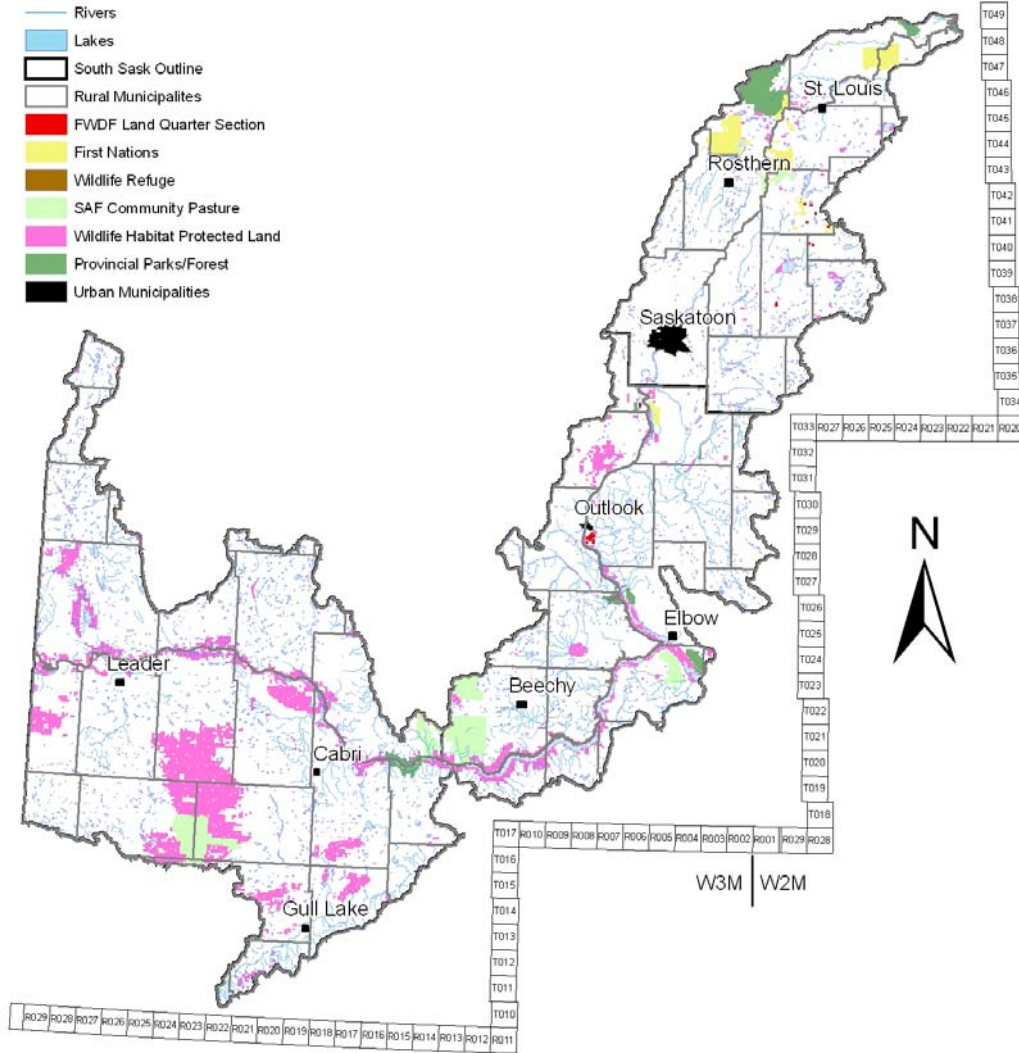 Rivers
Lakes
South Sask Outline
Rural Municipalites
FWDF Land Quarter Section
First Nations
Wildlife Refuge
SAF Community Pasture
Wildlife Habitat Protected Land
Provincial Parks/Forest
Urban Municipalities
T049
T048
T047
T046
T045
T044
T043
T042
T041
T040
T039
T038
T037
T036
T035
T034
St. Louis
Rosthern
Saskatoon
Outlook
Elbow
Beechy
Leader
Cabri
Gull Lake
N
T033 R027 R026 R025 R024 R023 R022 R021 R020
T032
T031
T030
T029
T028
T027
T026
T025
T024
T023
T022
T021
T020
T019
T018
T017 R010 R009 R008 R007 R006 R005 R004 R003 R002 R001 R029 R028
W3M W2M
T016
T015
T014
T013
T012
T011
T010
R029 R028 R027 R026 R025 R024 R023 R022 R021 R020 R019 R018 R017 R016 R015 R014 R013 R012 R011